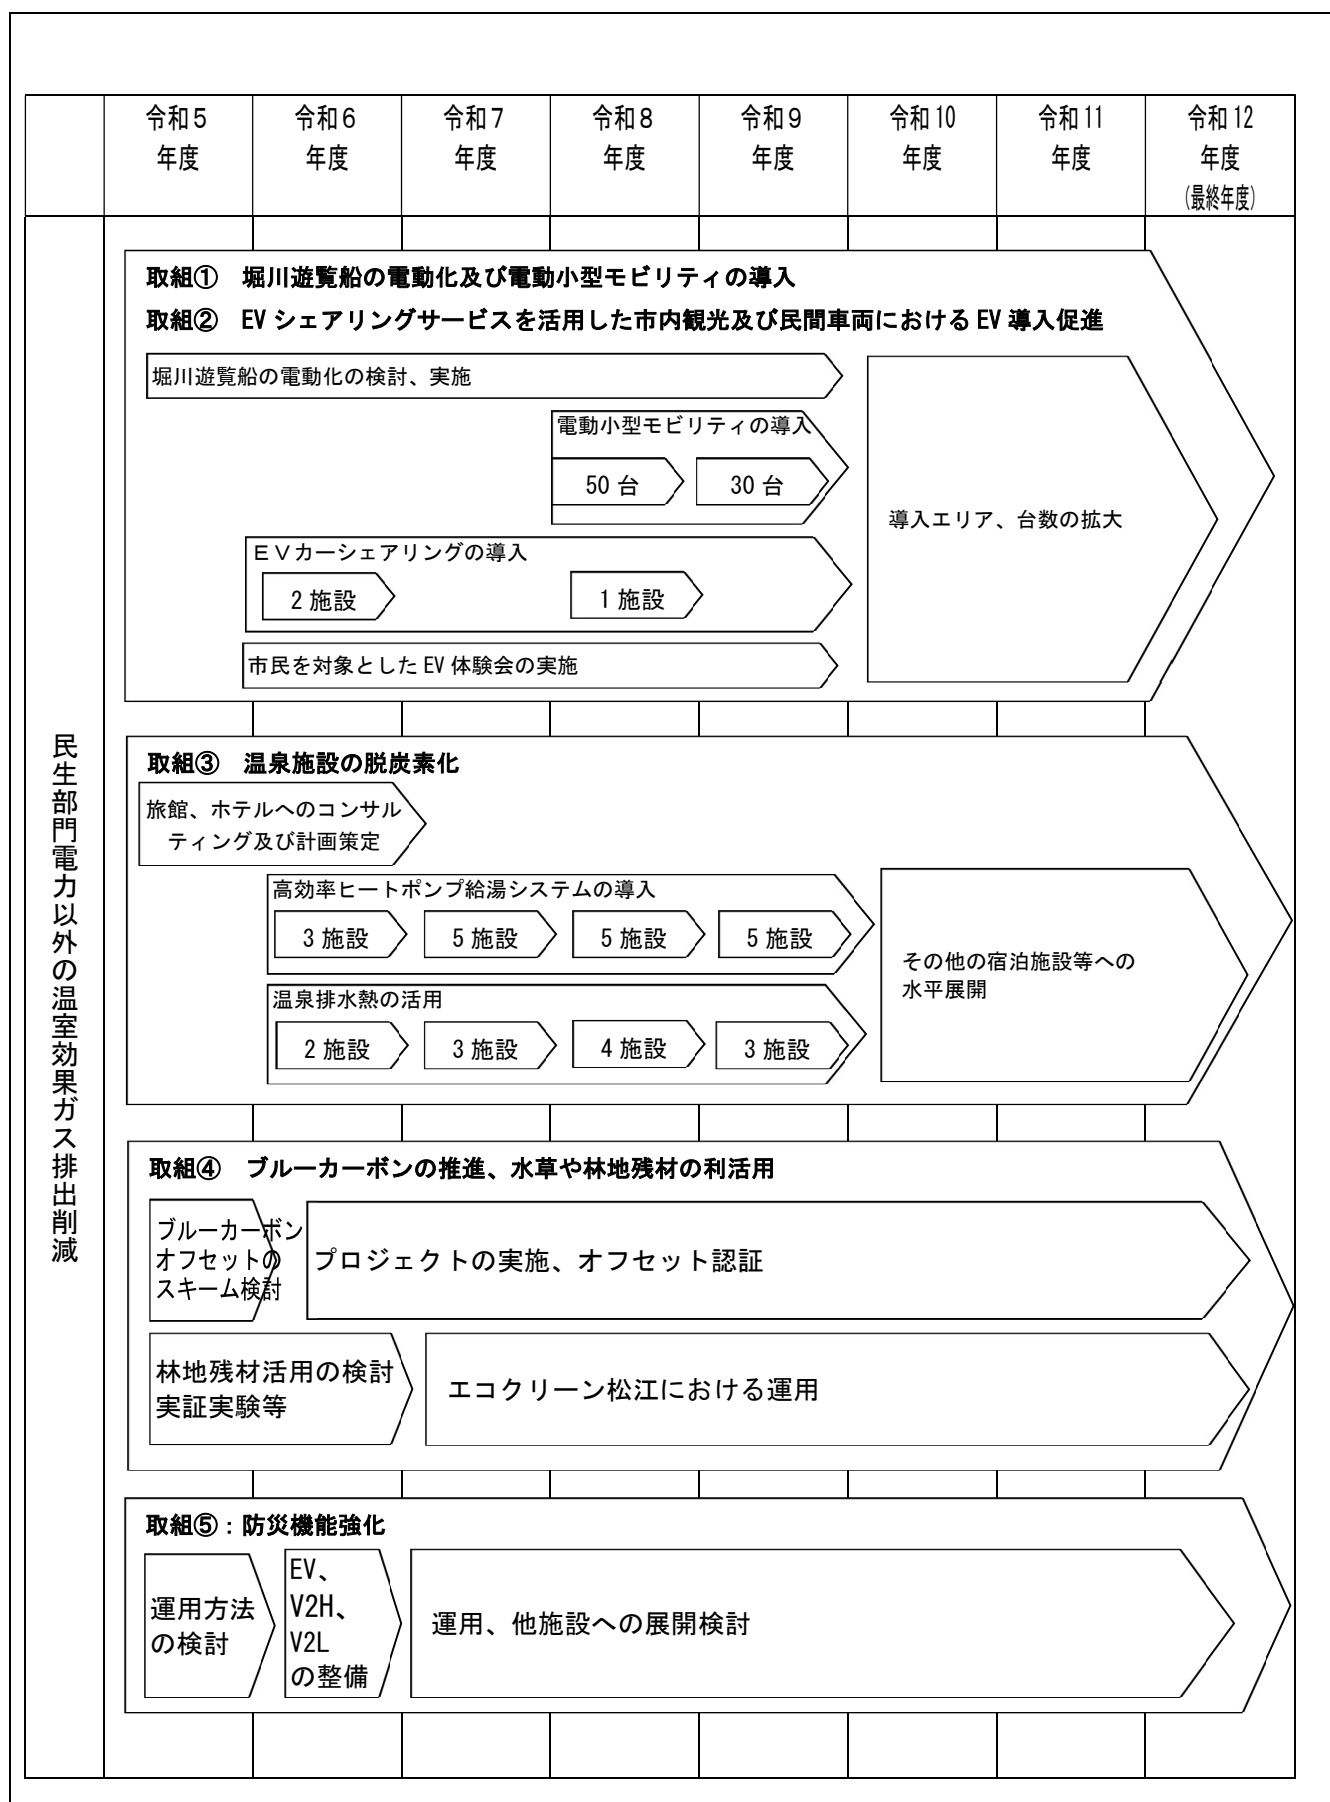 令和5
年度
令和6
年度
令和7
年度
令和8
年度
令和9
年度
令和10
年度
令和11
年度
令和12
年度
(最終年度)
民生部門電力以外の温室効果ガス排出削減
取組① 堀川遊覧船の電動化及び電動小型モビリティの導入
取組② EVシェアリングサービスを活用した市内観光及び民間車両におけるEV導入促進
堀川遊覧船の電動化の検討、実施
電動小型モビリティの導入
50台
30台
導入エリア、台数の拡大
EVカーシェアリングの導入
2施設
1施設
市民を対象としたEV体験会の実施
取組③ 温泉施設の脱炭素化
旅館、ホテルへのコンサル
ティング及び計画策定
高効率ヒートポンプ給湯システムの導入
3施設
5施設
5施設
5施設
その他の宿泊施設等への
水平展開
温泉排水熱の活用
2施設
3施設
4施設
3施設
取組④ ブルーカーボンの推進、水草や林地残材の利活用
ブルーカーボン
オフセットの
スキーム検討
プロジェクトの実施、オフセット認証
林地残材活用の検討
実証実験等
エコクリーン松江における運用
取組⑤:防災機能強化
運用方法
の検討
EV、
V2H、
V2L
の整備
運用、他施設への展開検討